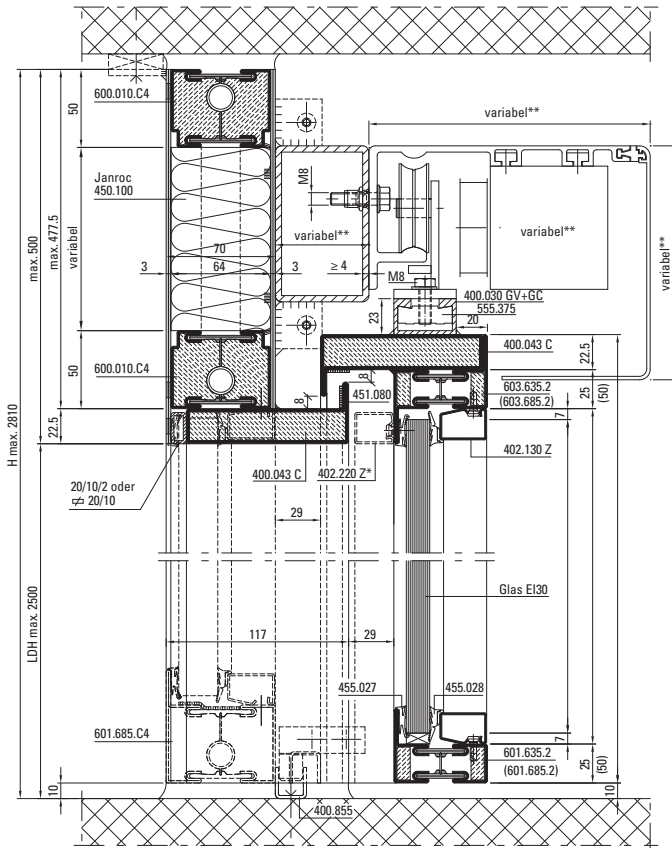 600.010.C4
50
Janroc
450.100
variabel
max. 477.5
max. 500
H max. 2810
70
3
64
3
M8
variabel**
≥ 4
variabel**
variabel**
variabel**
M8
400.030 GV+GC
555.375
23
20
400.043 C
22.5
603.635.2
(603.685.2)
25
(50)
7
8
8
451.080
50
600.010.C4
22.5
402.130 Z
20/10/2 oder
▱ 20/10
400.043 C
402.220 Z*
29
LDH max. 2500
Glas EI30
117
29
455.027
455.028
601.685.C4
7
601.635.2
(601.685.2)
25
(50)
10
10
400.855